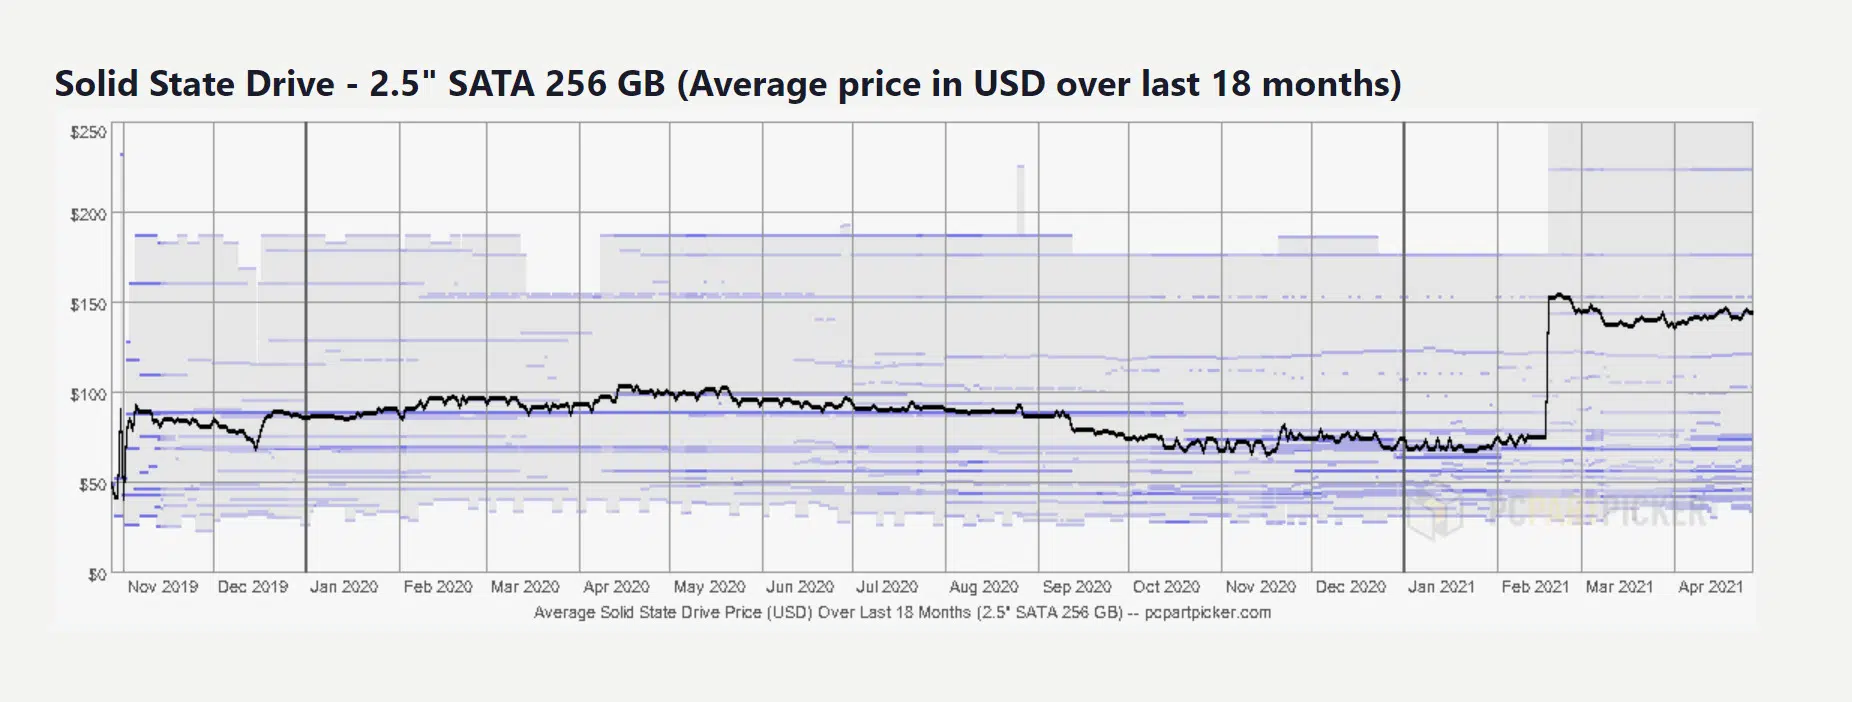 Solid State Drive - 2.5" SATA 256 GB (Average price in USD over last 18 months)
$250
$200
$150
$100
$50
$0
Nov 2019 Dec 2019 Jan 2020 Feb 2020 Mar 2020 Apr 2020 May 2020 Jun 2020 Jul 2020 Aug 2020 Sep 2020 Oct 2020 Nov 2020 Dec 2020 Jan 2021 Feb 2021 Mar 2021 Apr 2021
PCPARTPICKER
Average Solid State Drive Price (USD) Over Last 18 Months (2.5" SATA 256 GB) -- pcpartpicker.com